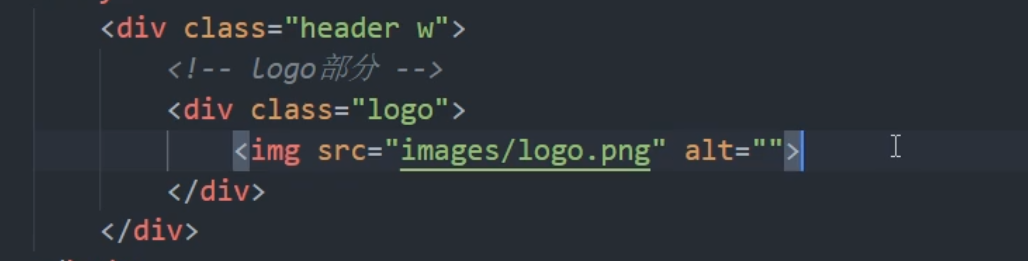 <div class="header w">
<!-- logo部分 -->
<div class="logo">
<img src="images/logo.png" alt="">
</div>
</div>